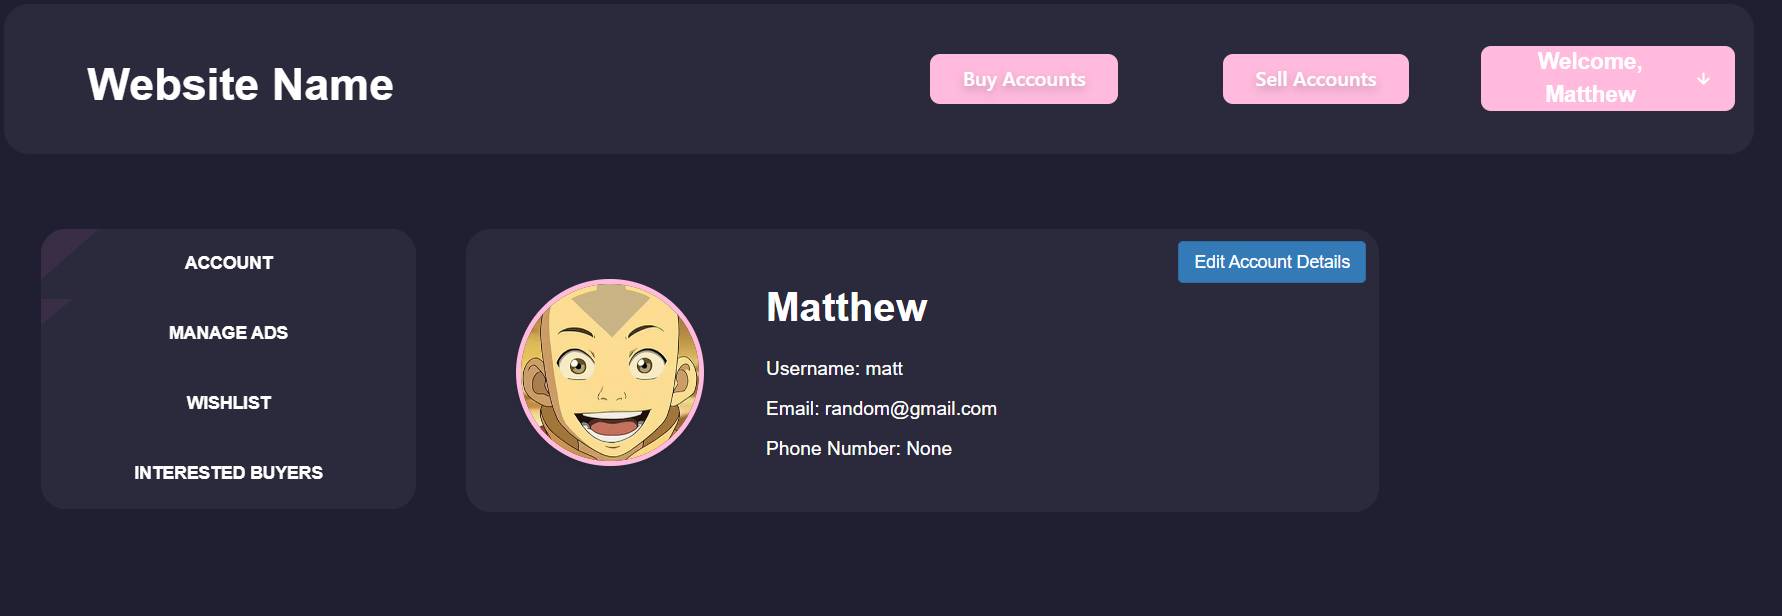 Website Name
Buy Accounts
Sell Accounts
Welcome,
Matthew
ACCOUNT
MANAGE ADS
WISHLIST
INTERESTED BUYERS
Edit Account Details
Matthew
Username: matt
Email: random@gmail.com
Phone Number: None